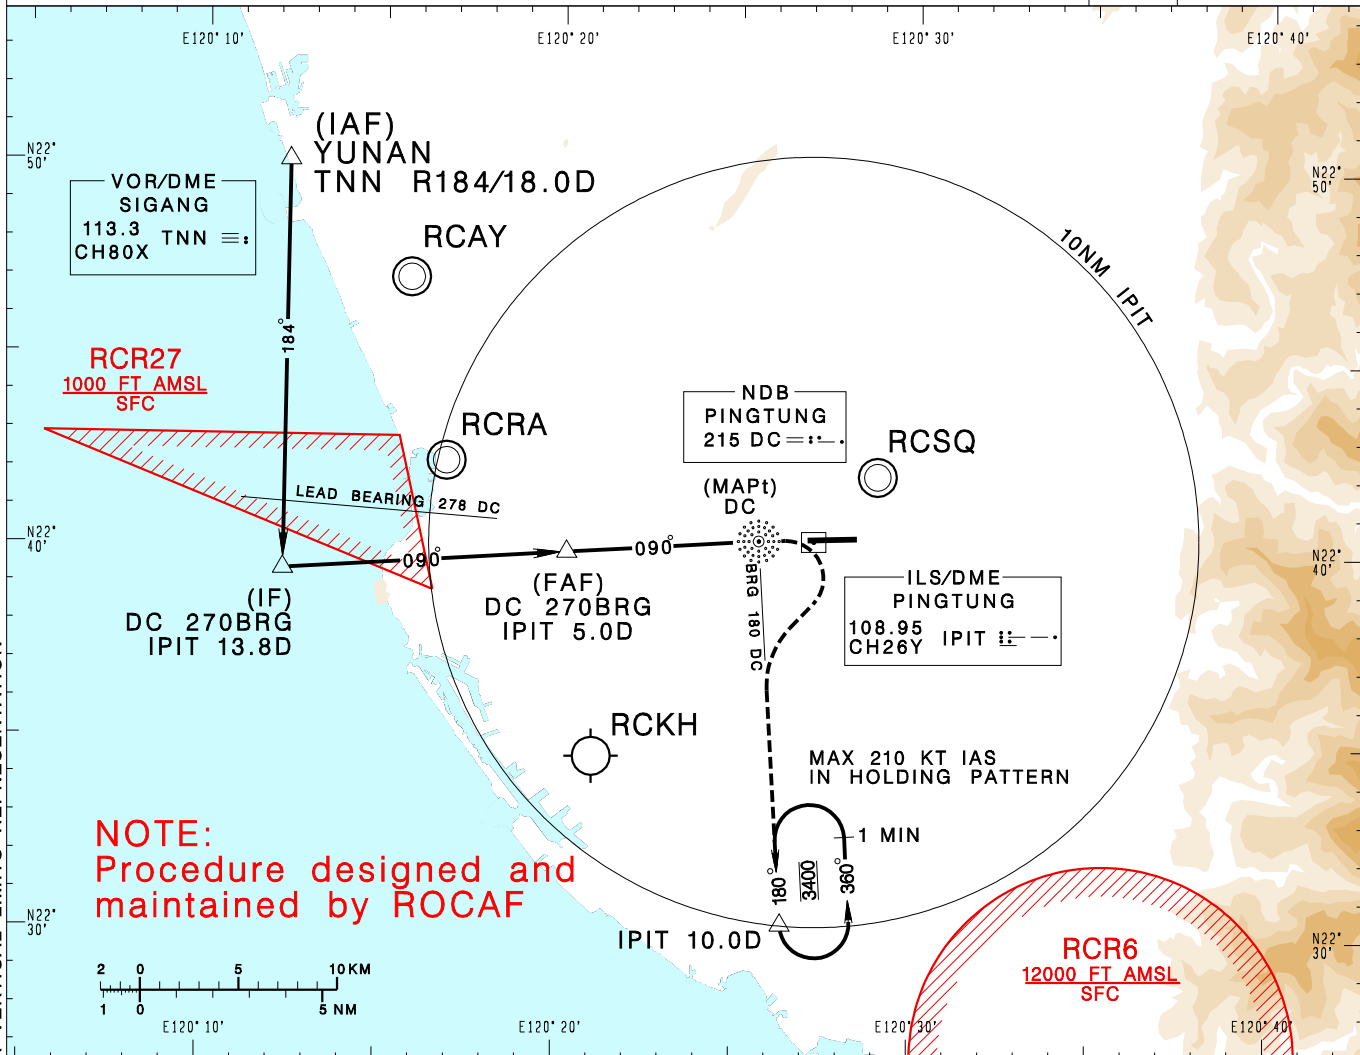 E120° 10'
E120° 20'
E120° 30'
E120° 40'
N22°
50'
(IAF)
YUNAN
TNN R184/18.0D
VOR/DME
SIGANG
113.3
CH80X
TNN
N22°
50'
RCAY
10NM IPIT
184°
RCR27
1000 FT AMSL
SFC
RCRA
NDB
PINGTUNG
215 DC
RCSQ
LEAD BEARING 278 DC
(MAPt)
DC
N22°
40'
090°
090°
N22°
40'
(IF)
DC 270BRG
IPIT 13.8D
(FAF)
DC 270BRG
IPIT 5.0D
BRG 180 DC
ILS/DME
PINGTUNG
108.95
CH26Y
IPIT
RCKH
MAX 210 KT IAS
IN HOLDING PATTERN
1 MIN
180°
3400
360°
NOTE:
Procedure designed and
maintained by ROCAF
N22°
30'
IPIT 10.0D
N22°
30'
RCR6
12000 FT AMSL
SFC
2 0 5 10KM
1 0 5 NM
E120° 10'
E120° 20'
E120° 30'
E120° 40'